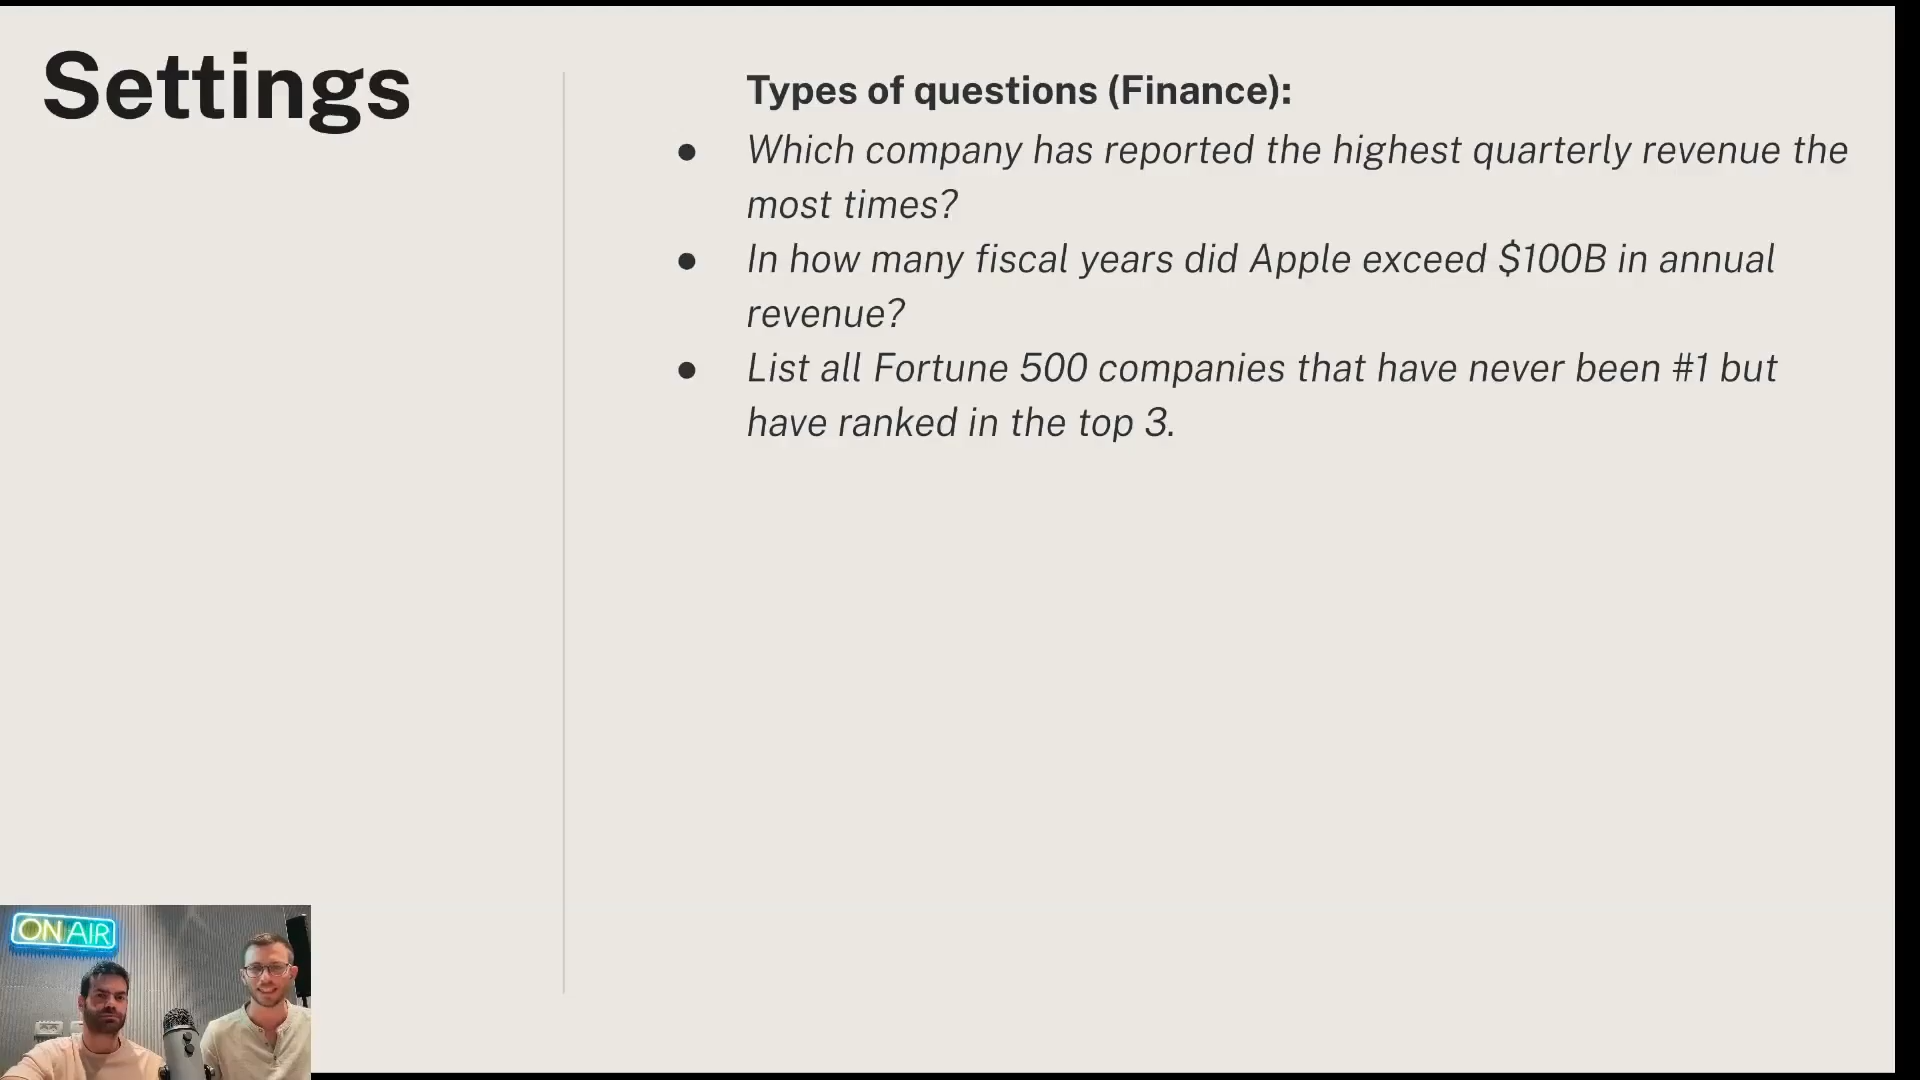 Settings
Types of questions (Finance):
● Which company has reported the highest quarterly revenue the
most times?
● In how many fiscal years did Apple exceed $100B in annual
revenue?
● List all Fortune 500 companies that have never been #1 but
have ranked in the top 3.
ON AIR